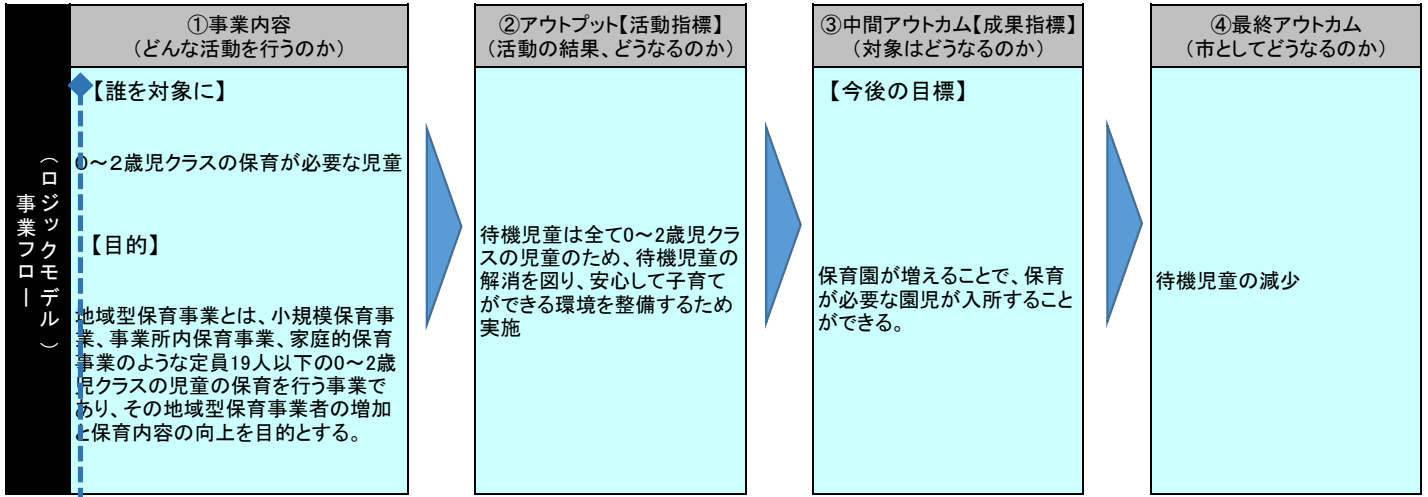 事業フロー
（ロジックモデル）
①事業内容
（どんな活動を行うのか）
【誰を対象に】
0～2歳児クラスの保育が必要な児童
【目的】
地域型保育事業とは、小規模保育事
業、事業所内保育事業、家庭的保育
事業のような定員19人以下の0～2歳
児クラスの児童の保育を行う事業で
あり、その地域型保育事業者の増加
と保育内容の向上を目的とする。
②アウトプット【活動指標】
（活動の結果、どうなるのか）
待機児童は全て0～2歳児クラ
スの児童のため、待機児童の
解消を図り、安心して子育て
ができる環境を整備するため
実施
③中間アウトカム【成果指標】
（対象はどうなるのか）
【今後の目標】
保育園が増えることで、保育
が必要な園児が入所すること
ができる。
④最終アウトカム
（市としてどうなるのか）
待機児童の減少